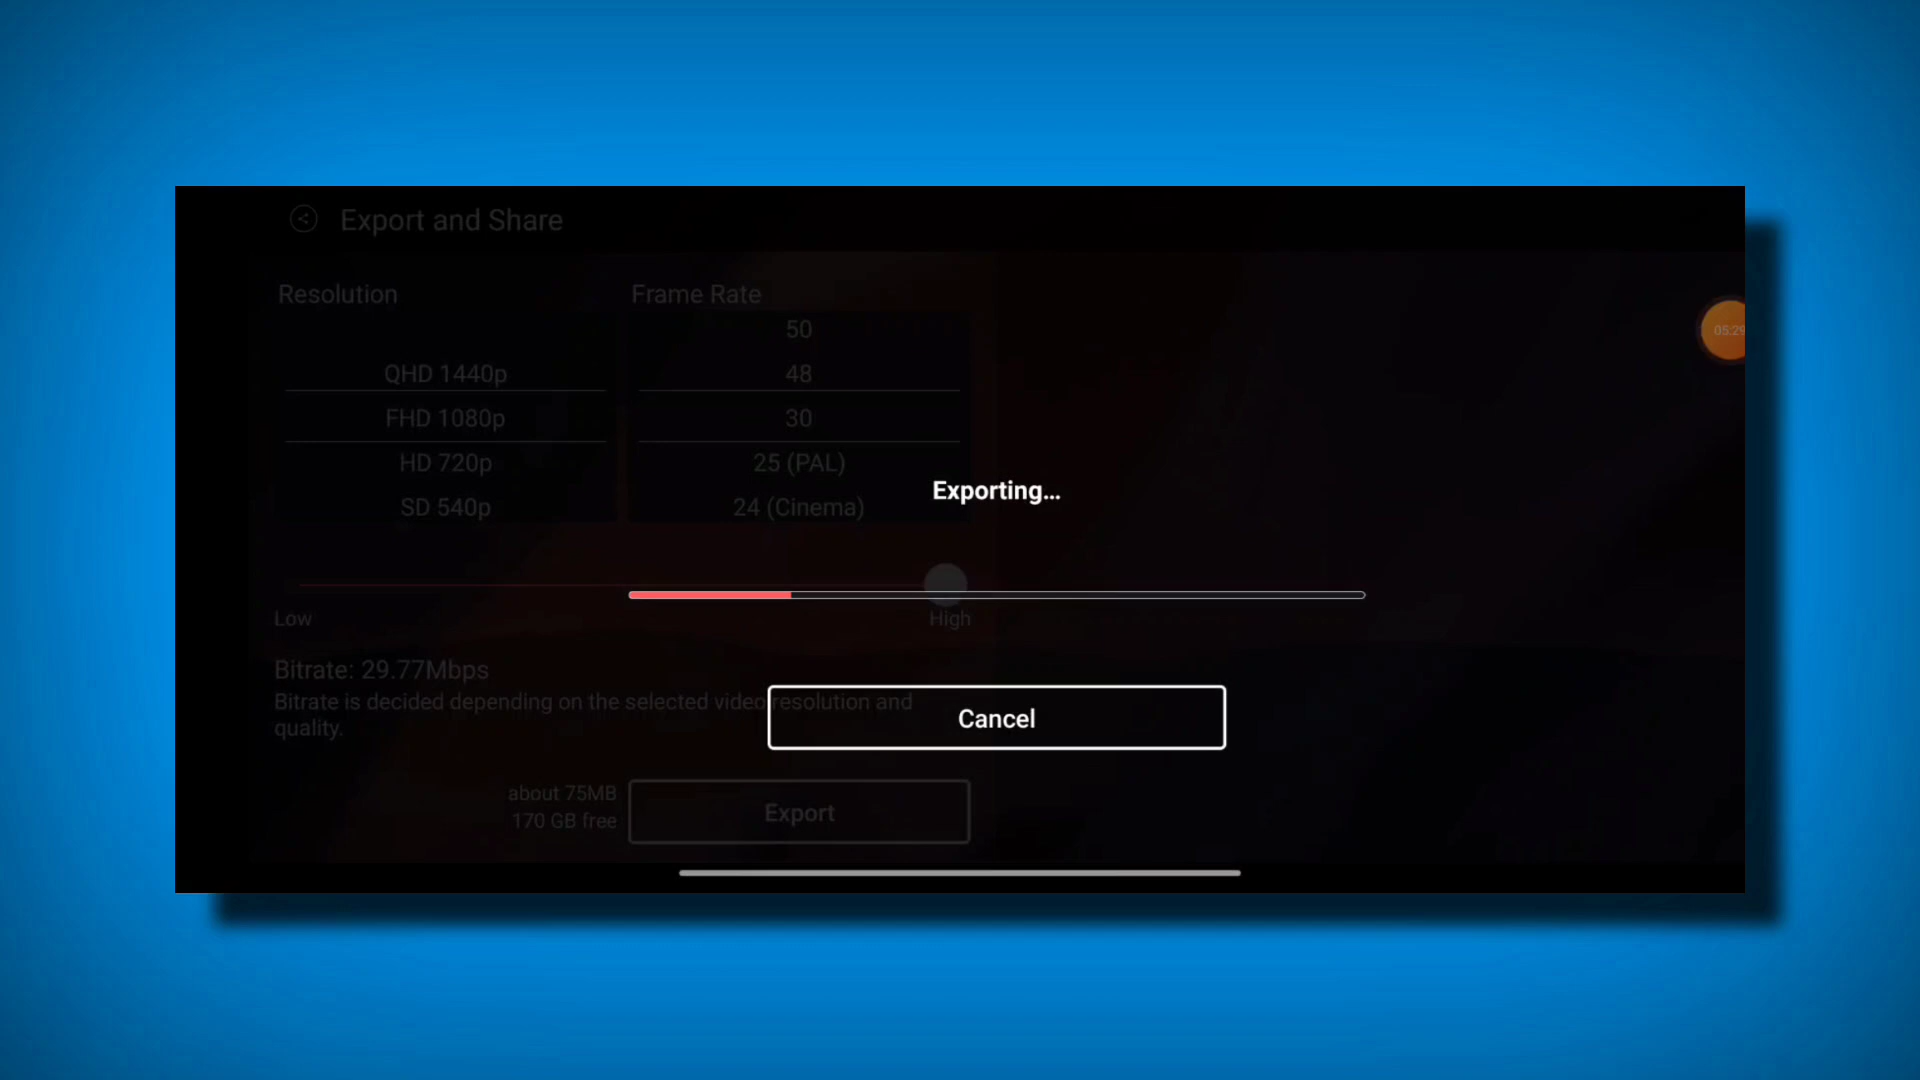 Export and Share
Resolution
Frame Rate
50
QHD 1440p
48
FHD 1080p
30
HD 720p
25 (PAL)
SD 540p
24 (Cinema)
05:29
Exporting...
Low
High
Bitrate: 29.77Mbps
Bitrate is decided depending on the selected video resolution and
quality.
Cancel
about 75MB
170 GB free
Export